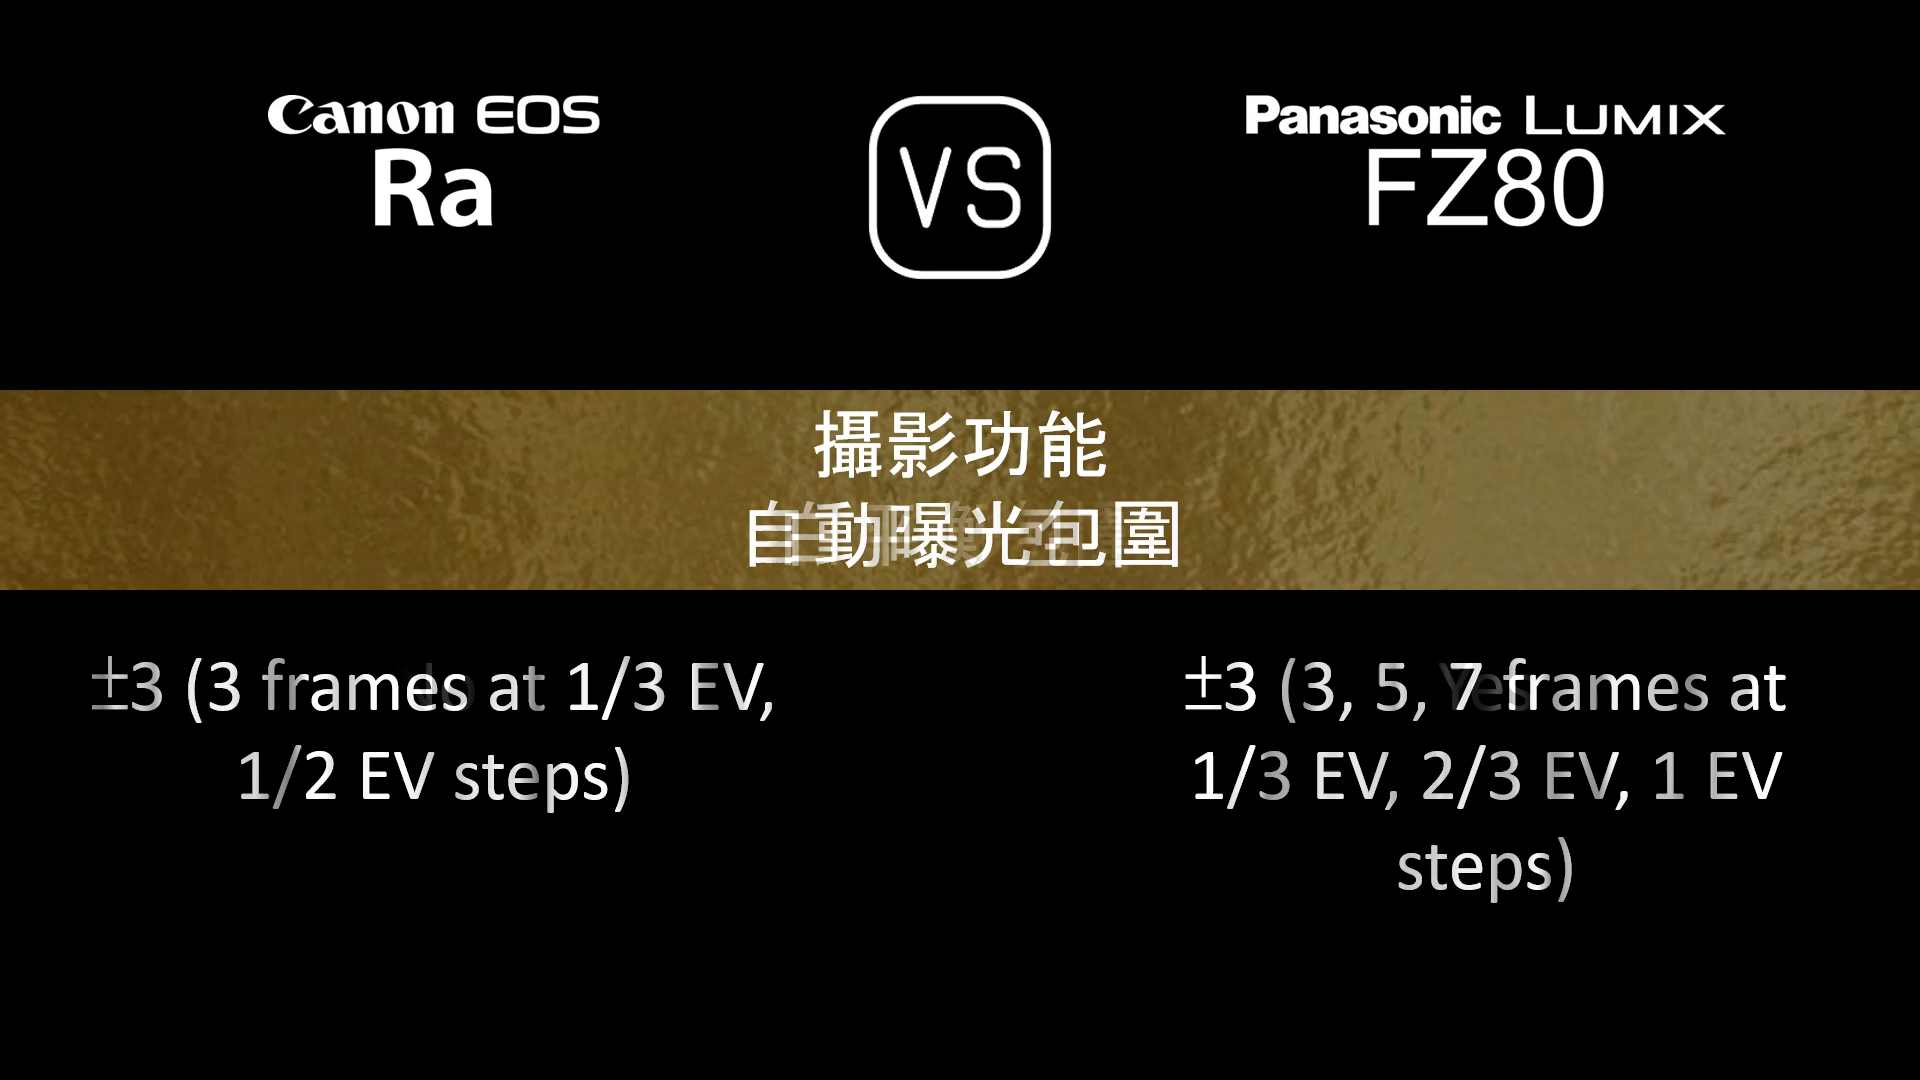 Canon EOS
Ra
VS
Panasonic LUMIX
FZ80
攝影功能
自動曝光包圍
±3 (3 frames at 1/3 EV,
1/2 EV steps)
±3 (3, 5, 7 frames at
1/3 EV, 2/3 EV, 1 EV
steps)